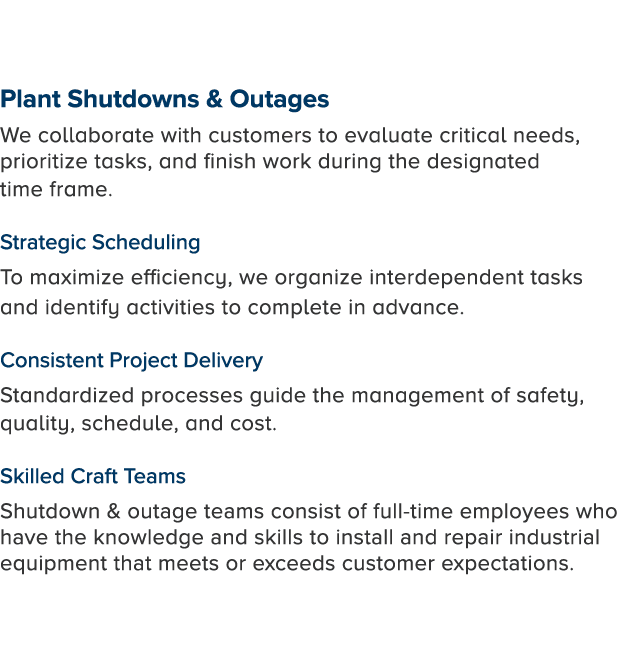 Plant Shutdowns & Outages
We collaborate with customers to evaluate critical needs,
prioritize tasks, and finish work during the designated
time frame.
Strategic Scheduling
To maximize efficiency, we organize interdependent tasks
and identify activities to complete in advance.
Consistent Project Delivery
Standardized processes guide the management of safety,
quality, schedule, and cost.
Skilled Craft Teams
Shutdown & outage teams consist of full-time employees who
have the knowledge and skills to install and repair industrial
equipment that meets or exceeds customer expectations.